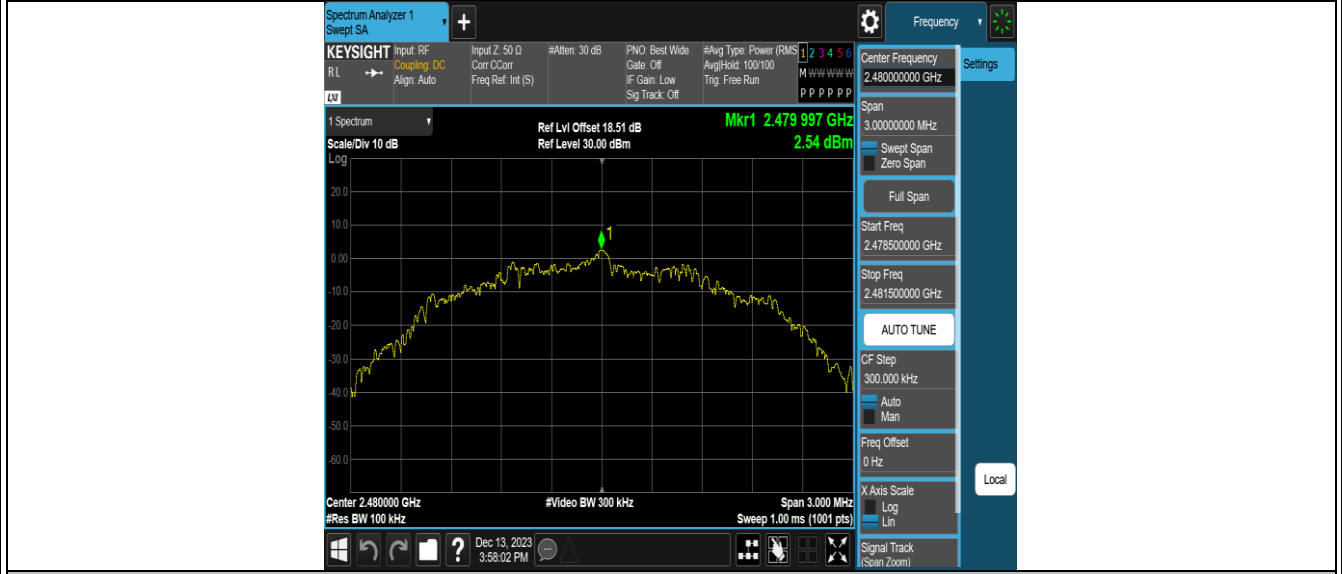 Spectrum Analyzer 1
Swept SA
+
Frequency
KEYSIGHT
RL
LXI
Input: RF
Coupling: DC
Align: Auto
Input Z: 50 Ω
Corr CCorr
Freq Ref: Int (S)
#Atten: 30 dB
PNO: Best Wide
Gate: Off
IF Gain: Low
Sig Track: Off
#Avg Type: Power (RMS
Avg|Hold: 100/100
Trig: Free Run
1 2 3 4 5 6
M W W W W W
P P P P P P
1 Spectrum
Scale/Div 10 dB
Log
Ref Lvl Offset 18.51 dB
Ref Level 30.00 dBm
Mkr1 2.479 997 GHz
2.54 dBm
20.0
10.0
0.00
-10.0
-20.0
-30.0
-40.0
-50.0
-60.0
1
Center 2.480000 GHz
#Res BW 100 kHz
#Video BW 300 kHz
Span 3.000 MHz
Sweep 1.00 ms (1001 pts)
?
Dec 13, 2023
3:58:02 PM
Center Frequency
2.480000000 GHz
Span
3.00000000 MHz
Swept Span
Zero Span
Full Span
Start Freq
2.478500000 GHz
Stop Freq
2.481500000 GHz
AUTO TUNE
CF Step
300.000 kHz
Auto
Man
Freq Offset
0 Hz
X Axis Scale
Log
Lin
Signal Track
(Span Zoom)
Settings
Local